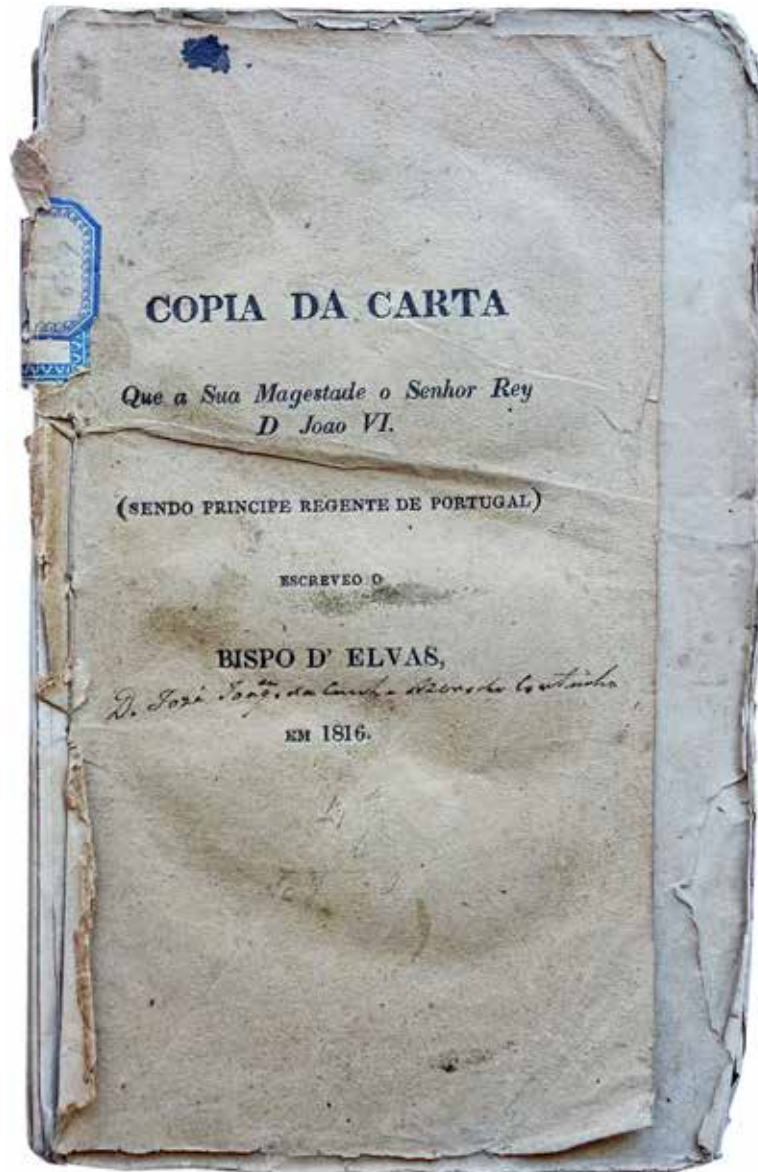 COPIA DA CARTA
Que a Sua Magestade o Senhor Rey
D Joao VI.
(SENDO PRINCIPE REGENTE DE PORTUGAL)
ESCREVEO O
BISPO D' ELVAS,
D. José Joaqm. da Cunha Azeredo Coutinho
EM 1816.